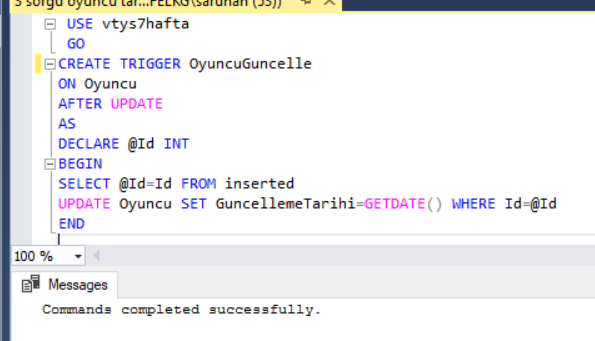 3 sorgu oyuncu tar...FELKG\saruhan (53))
USE vtys7hafta
GO
CREATE TRIGGER OyuncuGuncelle
ON Oyuncu
AFTER UPDATE
AS
DECLARE @Id INT
BEGIN
SELECT @Id=Id FROM inserted
UPDATE Oyuncu SET GuncellemeTarihi=GETDATE() WHERE Id=@Id
END
100 %
Messages
Commands completed successfully.